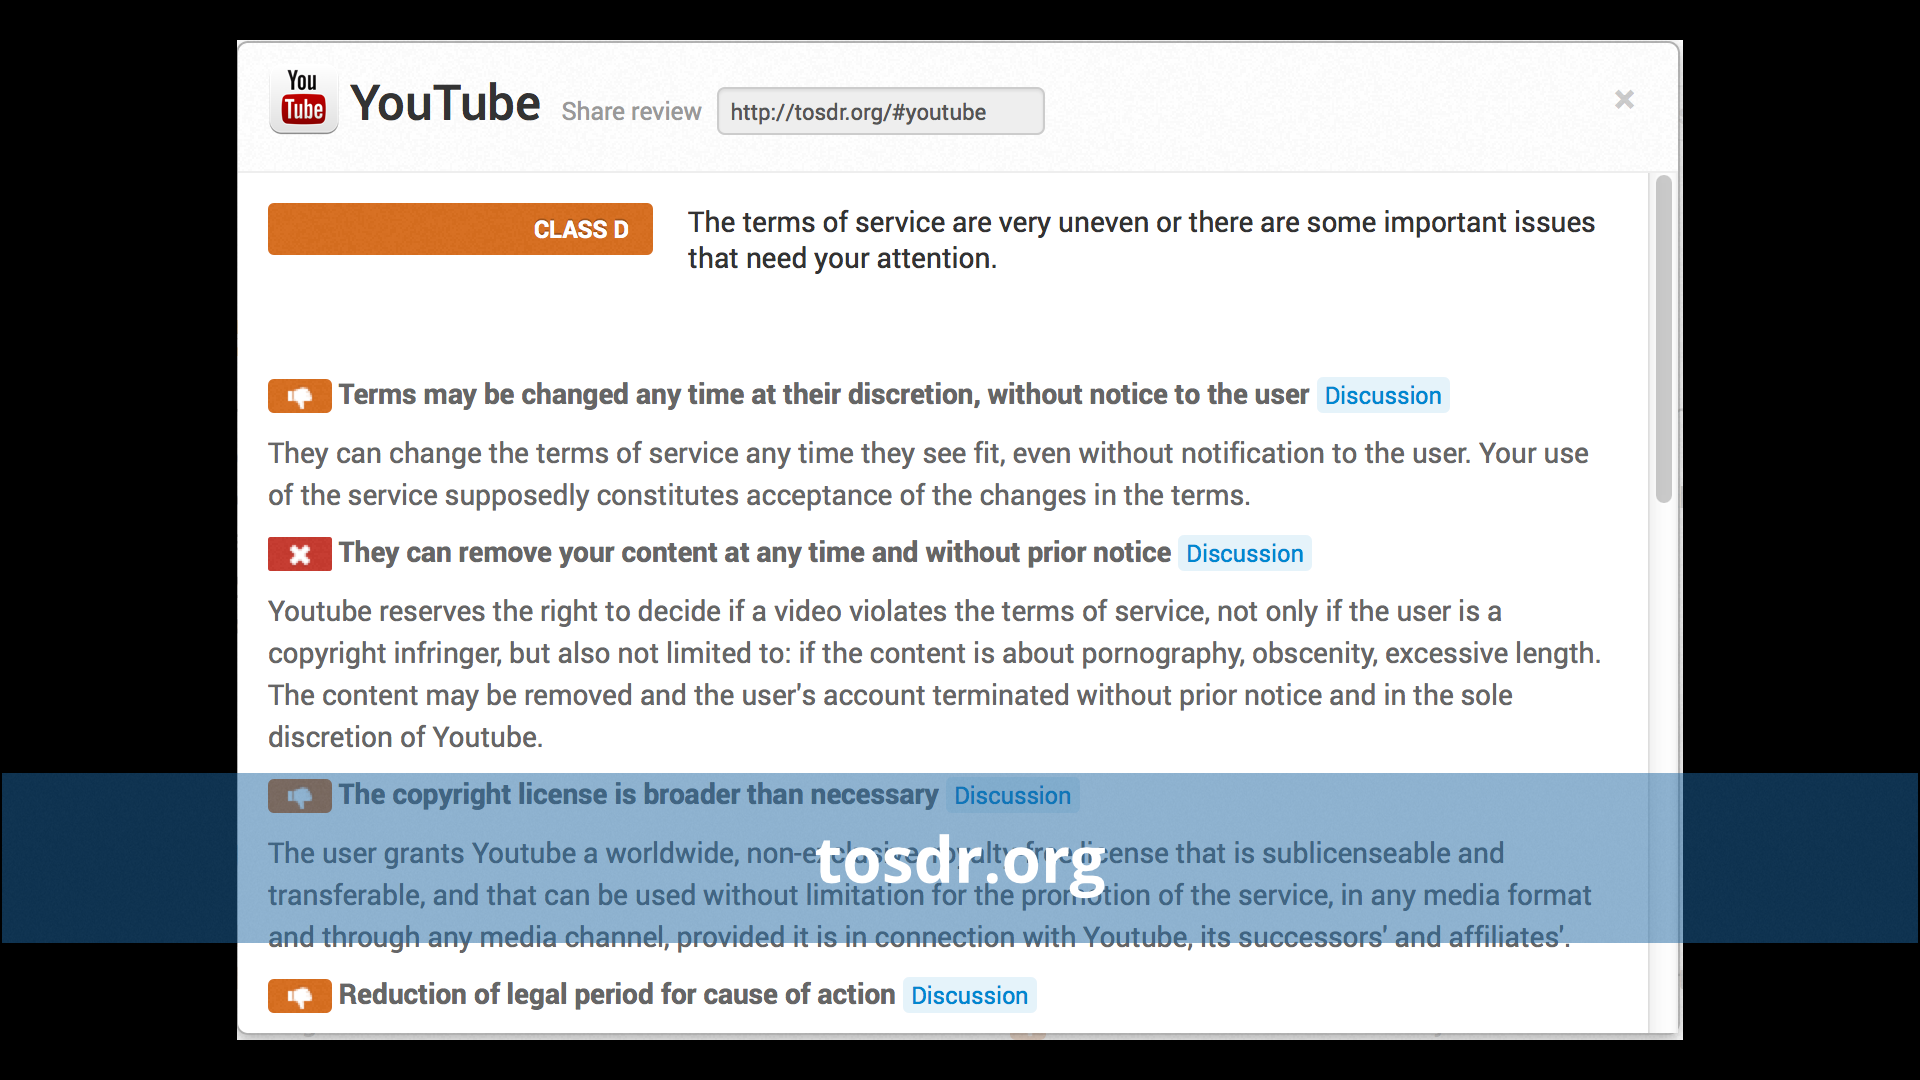 You
Tube
YouTube Share review http://tosdr.org/#youtube
CLASS D
The terms of service are very uneven or there are some important issues
that need your attention.
Terms may be changed any time at their discretion, without notice to the user Discussion
They can change the terms of service any time they see fit, even without notification to the user. Your use
of the service supposedly constitutes acceptance of the changes in the terms.
They can remove your content at any time and without prior notice Discussion
Youtube reserves the right to decide if a video violates the terms of service, not only if the user is a
copyright infringer, but also not limited to: if the content is about pornography, obscenity, excessive length.
The content may be removed and the user's account terminated without prior notice and in the sole
discretion of Youtube.
The copyright license is broader than necessary Discussion
The user grants Youtube a worldwide, non-exclusive, royalty-free license that is sublicenseable and
tosdr.org
transferable, and that can be used without limitation for the promotion of the service, in any media format
and through any media channel, provided it is in connection with Youtube, its successors' and affiliates'.
Reduction of legal period for cause of action Discussion